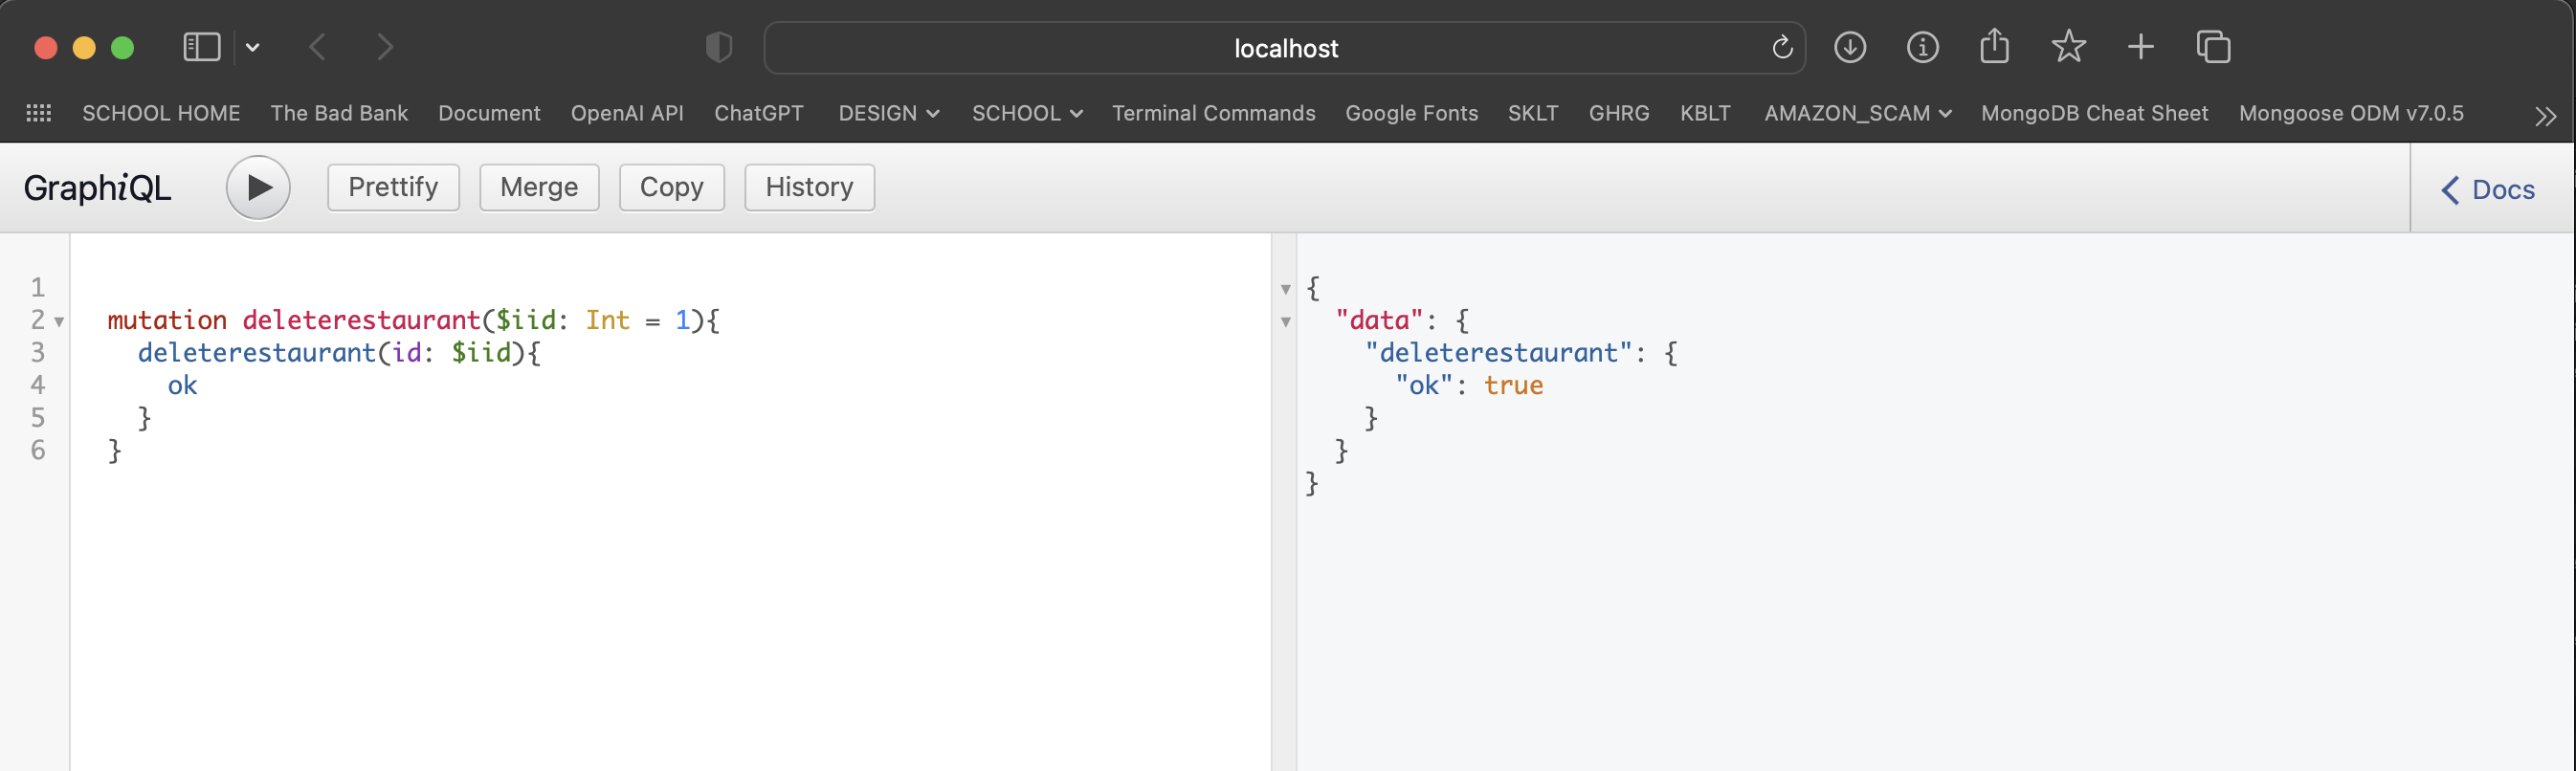 localhost
SCHOOL HOME The Bad Bank Document OpenAI API ChatGPT DESIGN SCHOOL Terminal Commands Google Fonts SKLT GHRG KBLT AMAZON_SCAM MongoDB Cheat Sheet Mongoose ODM v7.0.5
GraphiQL Prettify Merge Copy History Docs
1
2 mutation deleterestaurant($iid: Int = 1){
3 deleterestaurant(id: $iid){
4 ok
5 }
6 }
{
"data": {
"deleterestaurant": {
"ok": true
}
}
}